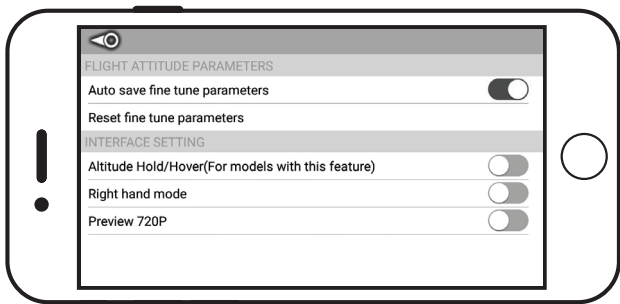 FLIGHT ATTITUDE PARAMETERS
Auto save fine tune parameters
Reset fine tune parameters
INTERFACE SETTING
Altitude Hold/Hover(For models with this feature)
Right hand mode
Preview 720P